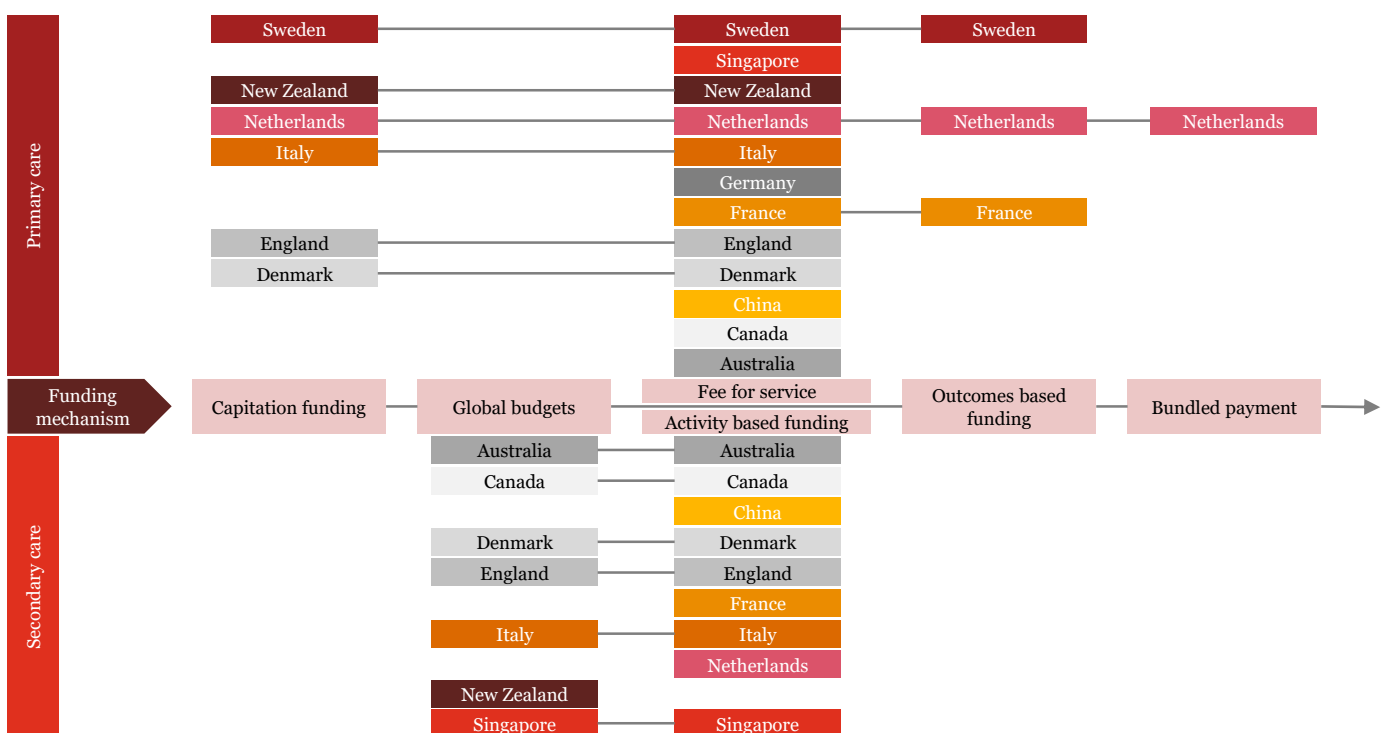 Primary care
Sweden Sweden Sweden
Singapore
New Zealand New Zealand
Netherlands Netherlands Netherlands Netherlands
Italy Italy
Germany
France France
England England
Denmark Denmark
China
Canada
Australia
Funding
mechanism
Capitation funding
Global budgets
Fee for service
Activity based funding
Outcomes based
funding
Bundled payment
Secondary care
Australia Australia
Canada Canada
China
Denmark Denmark
England England
France
Italy Italy
Netherlands
New Zealand
Singapore Singapore